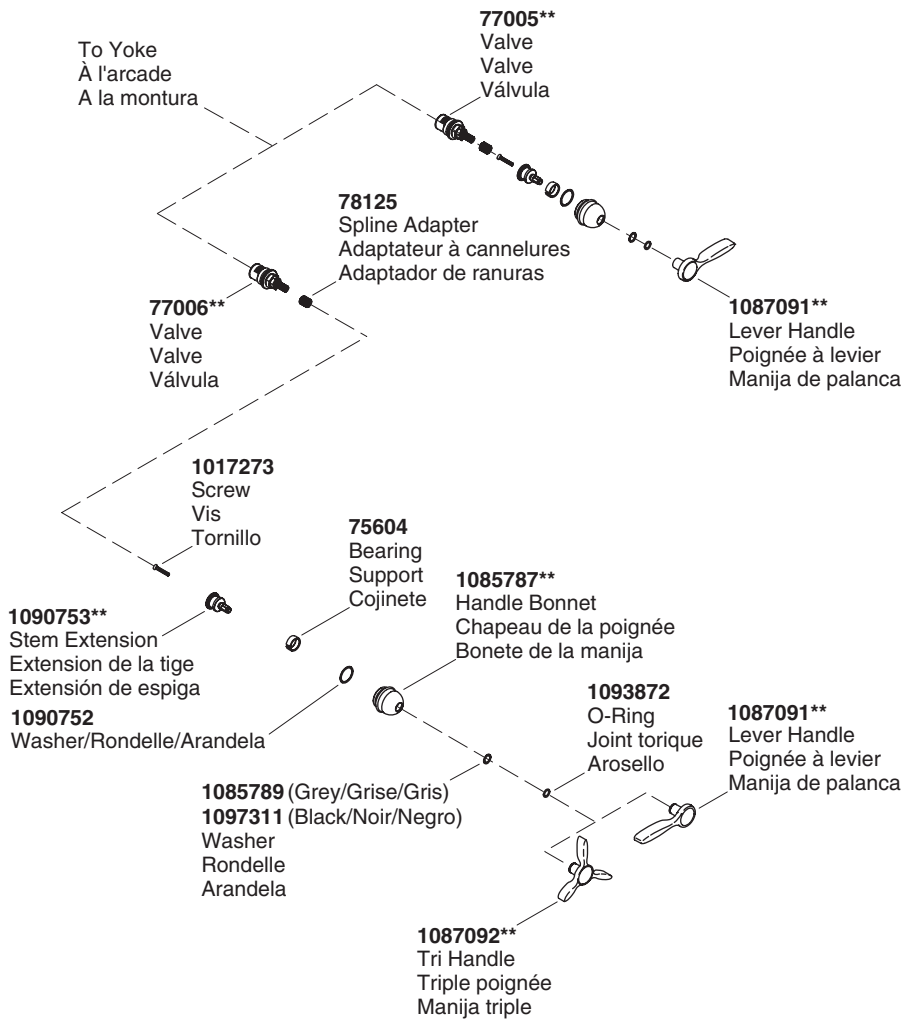 To Yoke
À l'arcade
A la montura
77005**
Valve
Valve
Válvula
78125
Spline Adapter
Adaptateur à cannelures
Adaptador de ranuras
77006**
Valve
Valve
Válvula
1087091**
Lever Handle
Poignée à levier
Manija de palanca
1017273
Screw
Vis
Tornillo
75604
Bearing
Support
Cojinete
1085787**
Handle Bonnet
Chapeau de la poignée
Bonete de la manija
1090753**
Stem Extension
Extension de la tige
Extensión de espiga
1090752
Washer/Rondelle/Arandela
1093872
O-Ring
Joint torique
Arosello
1087091**
Lever Handle
Poignée à levier
Manija de palanca
1085789 (Grey/Grise/Gris)
1097311 (Black/Noir/Negro)
Washer
Rondelle
Arandela
1087092**
Tri Handle
Triple poignée
Manija triple